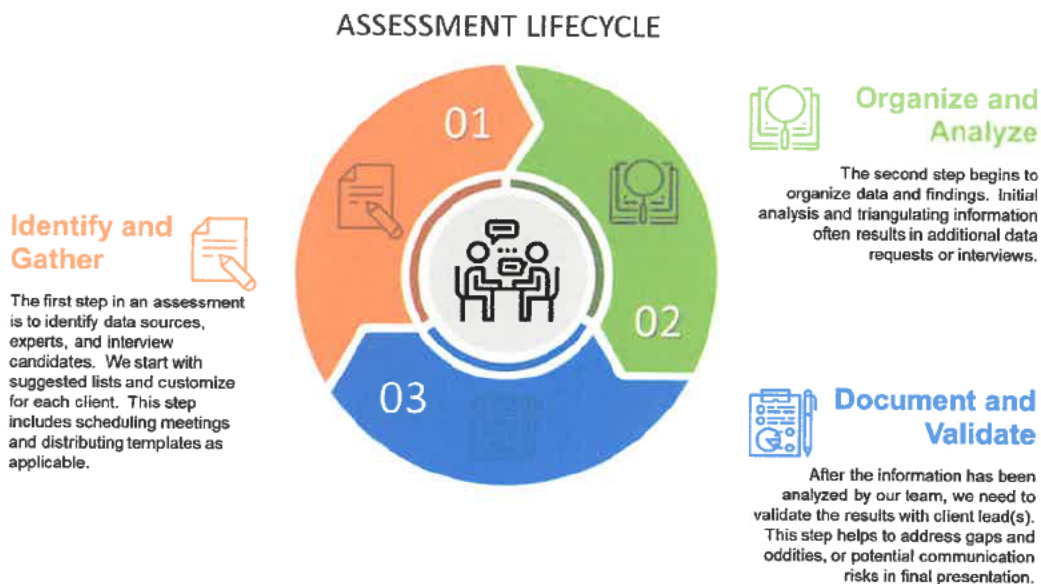 ASSESSMENT LIFECYCLE
01
02
03
Identify and
Gather
The first step in an assessment
is to identify data sources,
experts, and interview
candidates. We start with
suggested lists and customize
for each client. This step
includes scheduling meetings
and distributing templates as
applicable.
Organize and
Analyze
The second step begins to
organize data and findings. Initial
analysis and triangulating information
often results in additional data
requests or interviews.
Document and
Validate
After the information has been
analyzed by our team, we need to
validate the results with client lead(s).
This step helps to address gaps and
oddities, or potential communication
risks in final presentation.